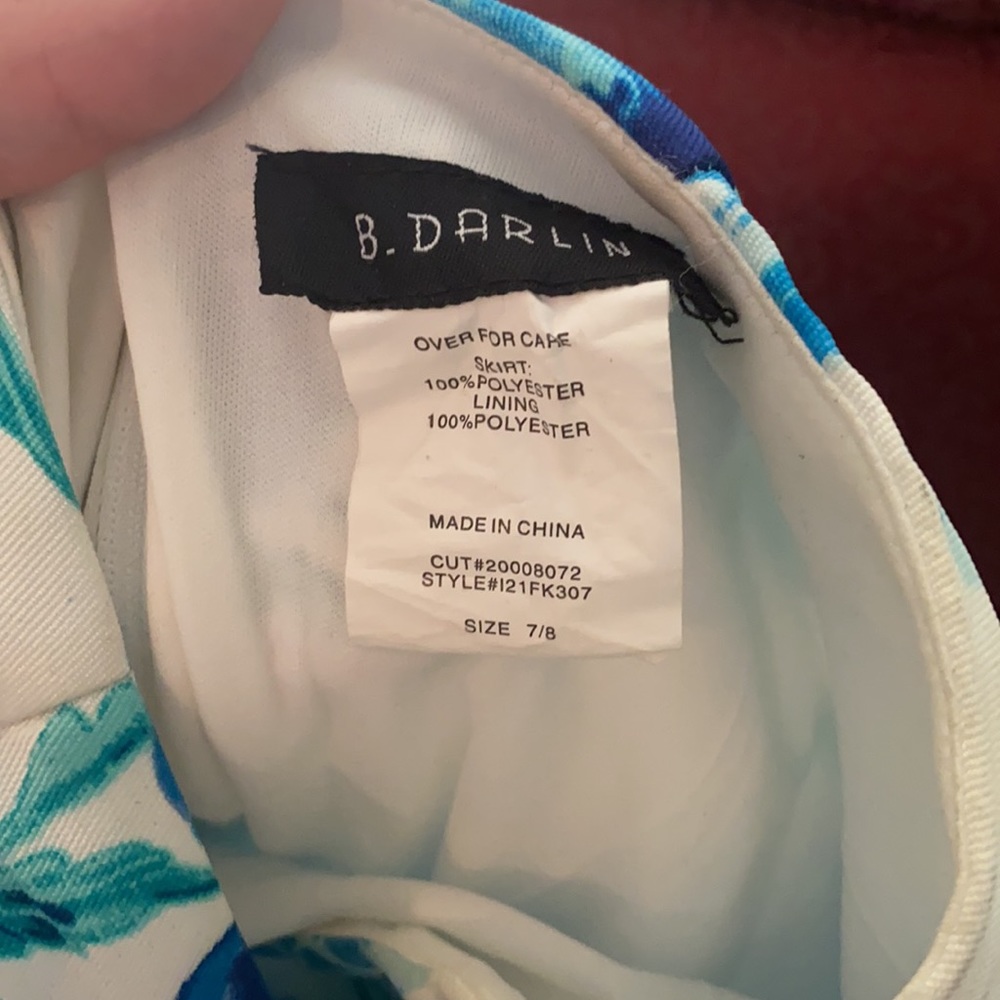 B. DARLIN
OVER FOR CARE
SKIRT:
100%POLYESTER
LINING
100%POLYESTER
MADE IN CHINA
CUT#20008072
STYLE#I21FK307
SIZE 7/8